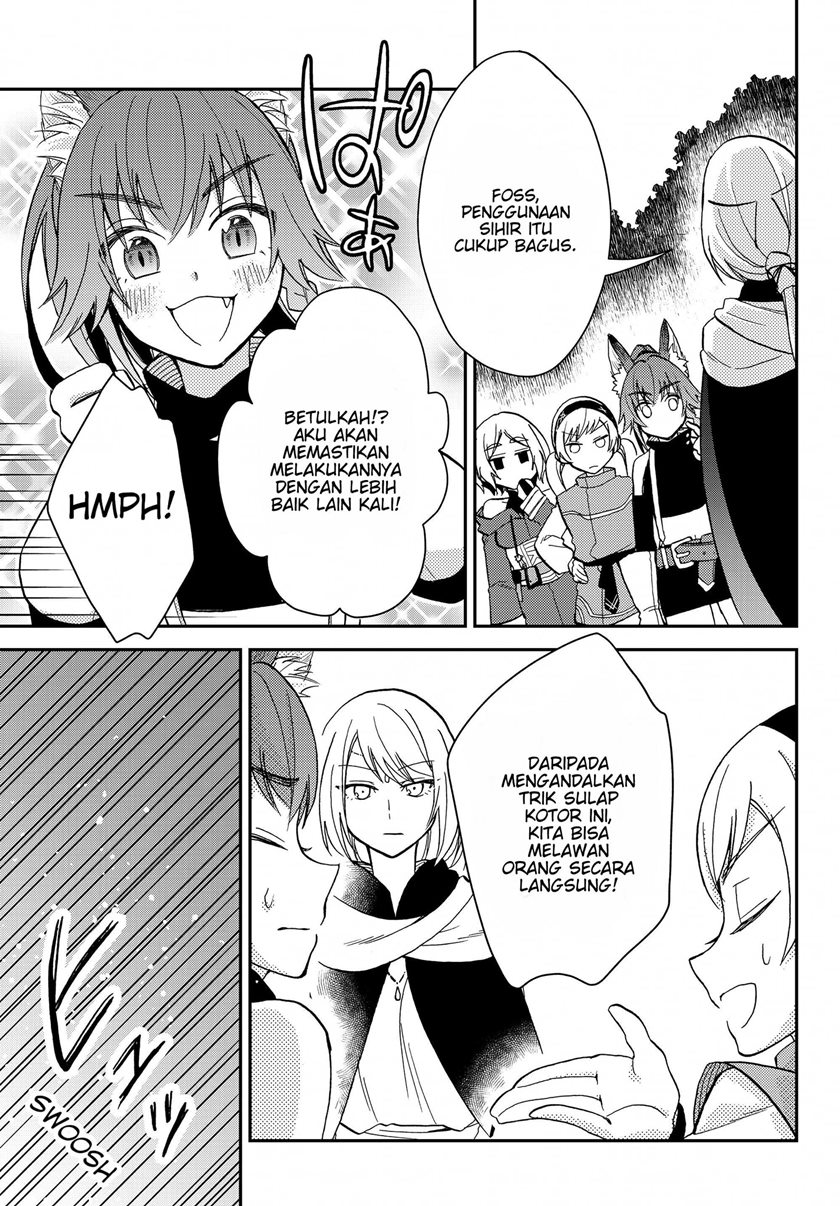 FOSS,
PENGGUNAAN
SIHIR ITU
CUKUP BAGUS.
ぱぁ
BETULKAH!?
AKU AKAN
MEMASTIKAN
MELAKUKANNYA
DENGAN LEBIH
BAIK LAIN KALI!
HMPH!
DARIPADA
MENGANDALKAN
TRIK SULAP
KOTOR INI,
KITA BISA
MELAWAN
ORANG SECARA
LANGSUNG!
ヒュッ
SWOOSH